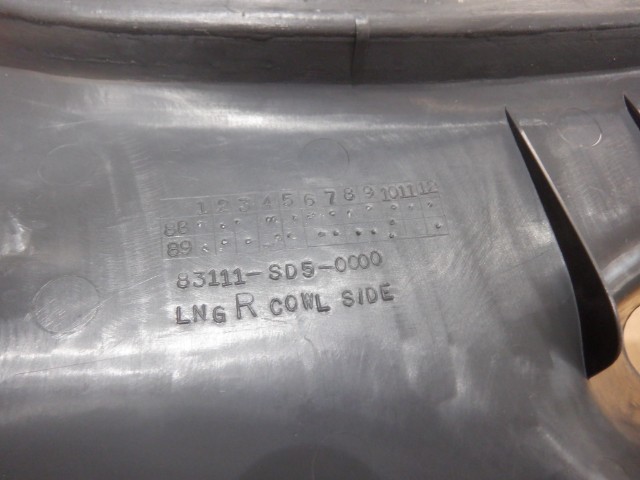 1 2 3 4 5 6 7 8 9 10 11 12
88
89
83111-SD5-0000
LNG R COWL SIDE